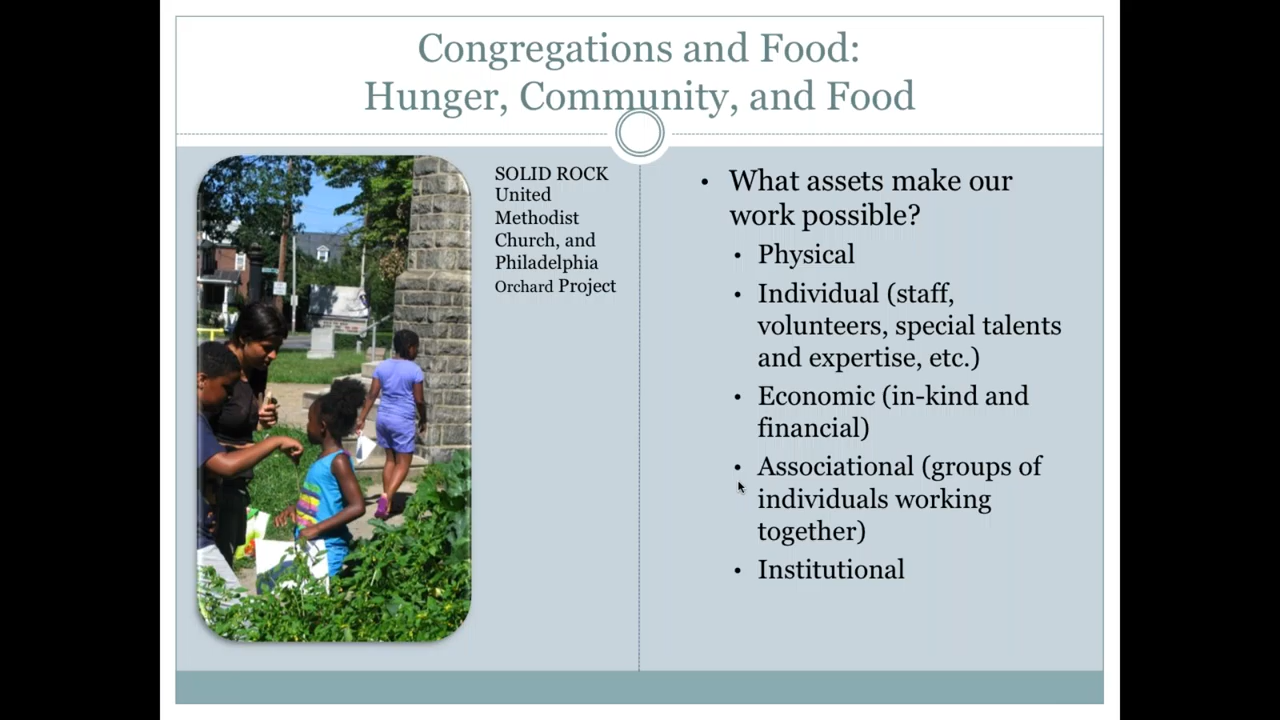 Congregations and Food:
Hunger, Community, and Food
SOLID ROCK
United
Methodist
Church, and
Philadelphia
Orchard Project
• What assets make our
work possible?
• Physical
• Individual (staff,
volunteers, special talents
and expertise, etc.)
• Economic (in-kind and
financial)
• Associational (groups of
individuals working
together)
• Institutional